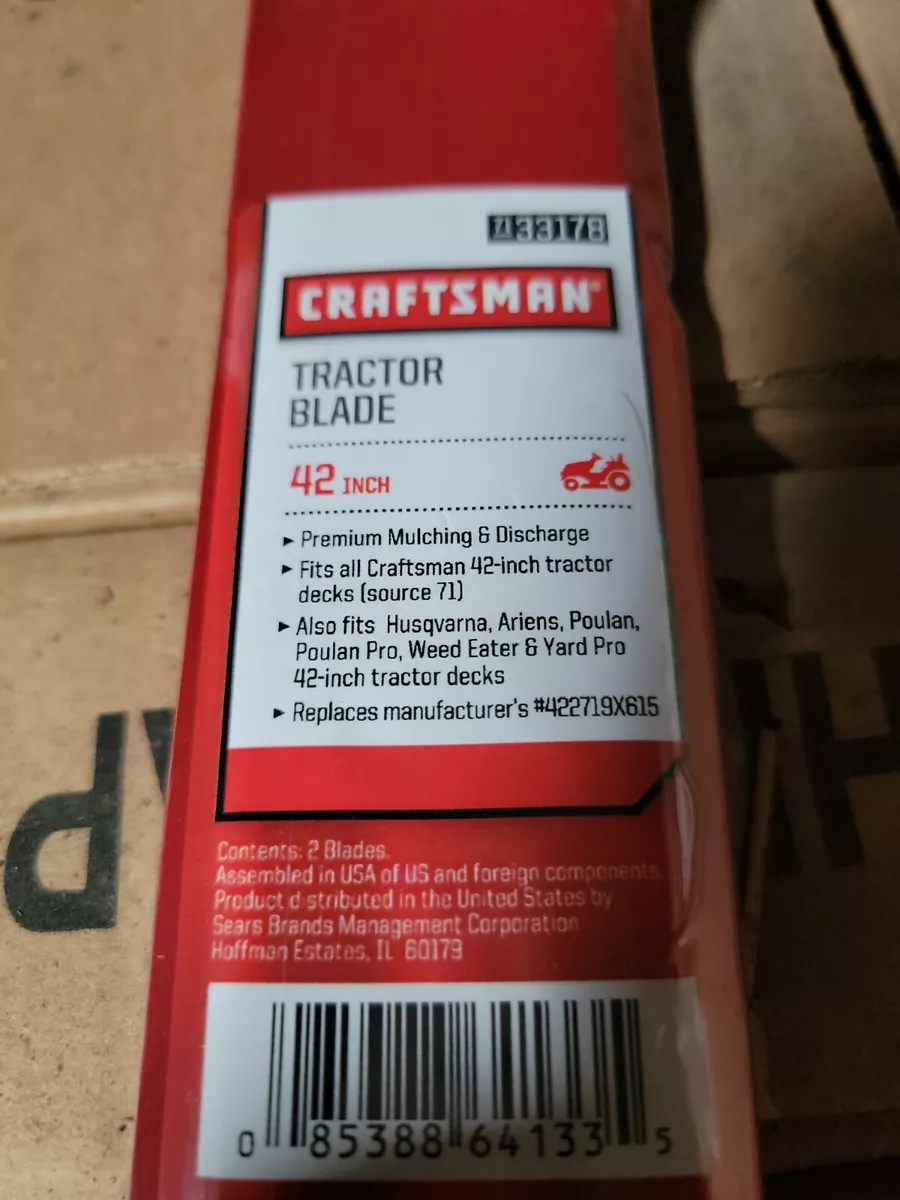 71 33178
CRAFTSMAN®
TRACTOR
BLADE
42 INCH
▸ Premium Mulching & Discharge
▸ Fits all Craftsman 42-inch tractor
decks (source 71)
▸ Also fits Husqvarna, Ariens, Poulan,
Poulan Pro, Weed Eater & Yard Pro
42-inch tractor decks
▸ Replaces manufacturer's #422719X615
Contents: 2 Blades.
Assembled in USA of US and foreign components.
Product distributed in the United States by
Sears Brands Management Corporation
Hoffman Estates, IL 60179
0 85388 64133 5